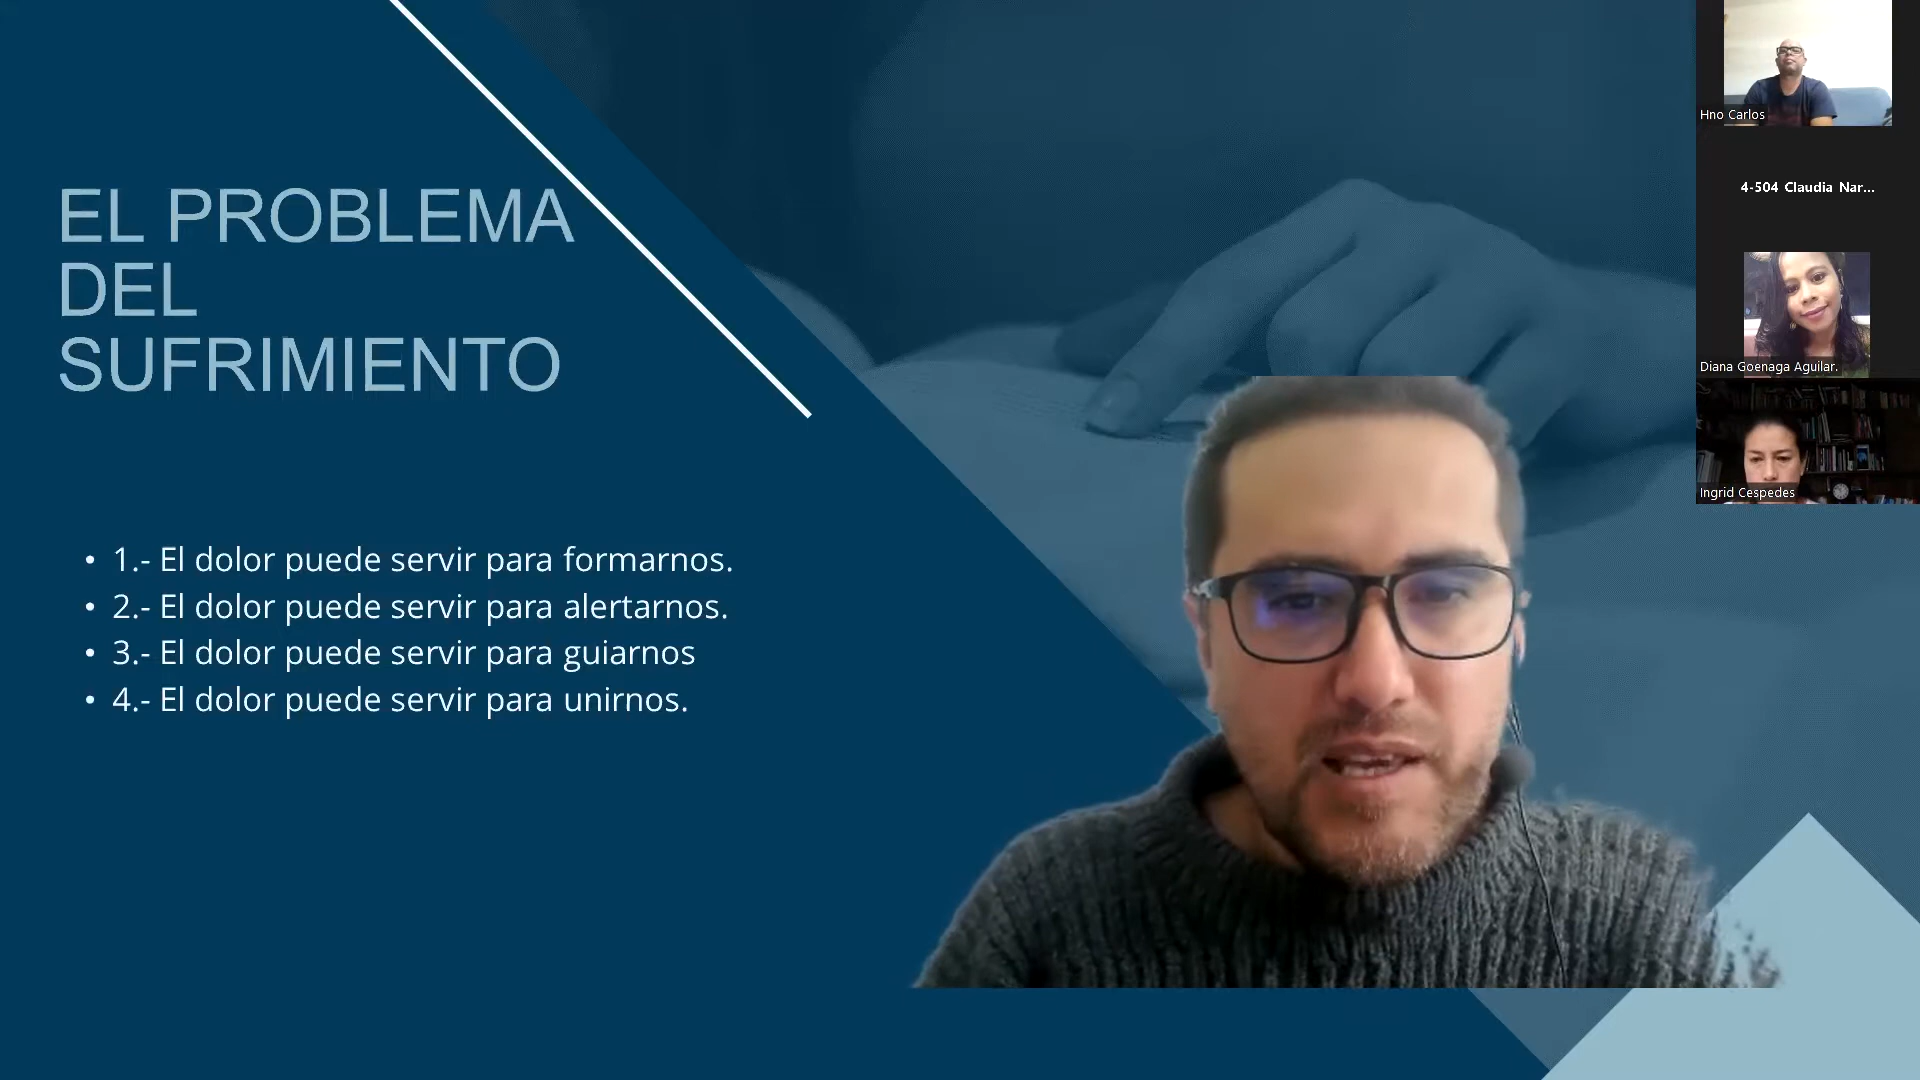 EL PROBLEMA
DEL
SUFRIMIENTO
• 1.- El dolor puede servir para formarnos.
• 2.- El dolor puede servir para alertarnos.
• 3.- El dolor puede servir para guiarnos
• 4.- El dolor puede servir para unirnos.
Hno Carlos
4-504 Claudia Nar...
Diana Goenaga Aguilar.
Ingrid Cespedes